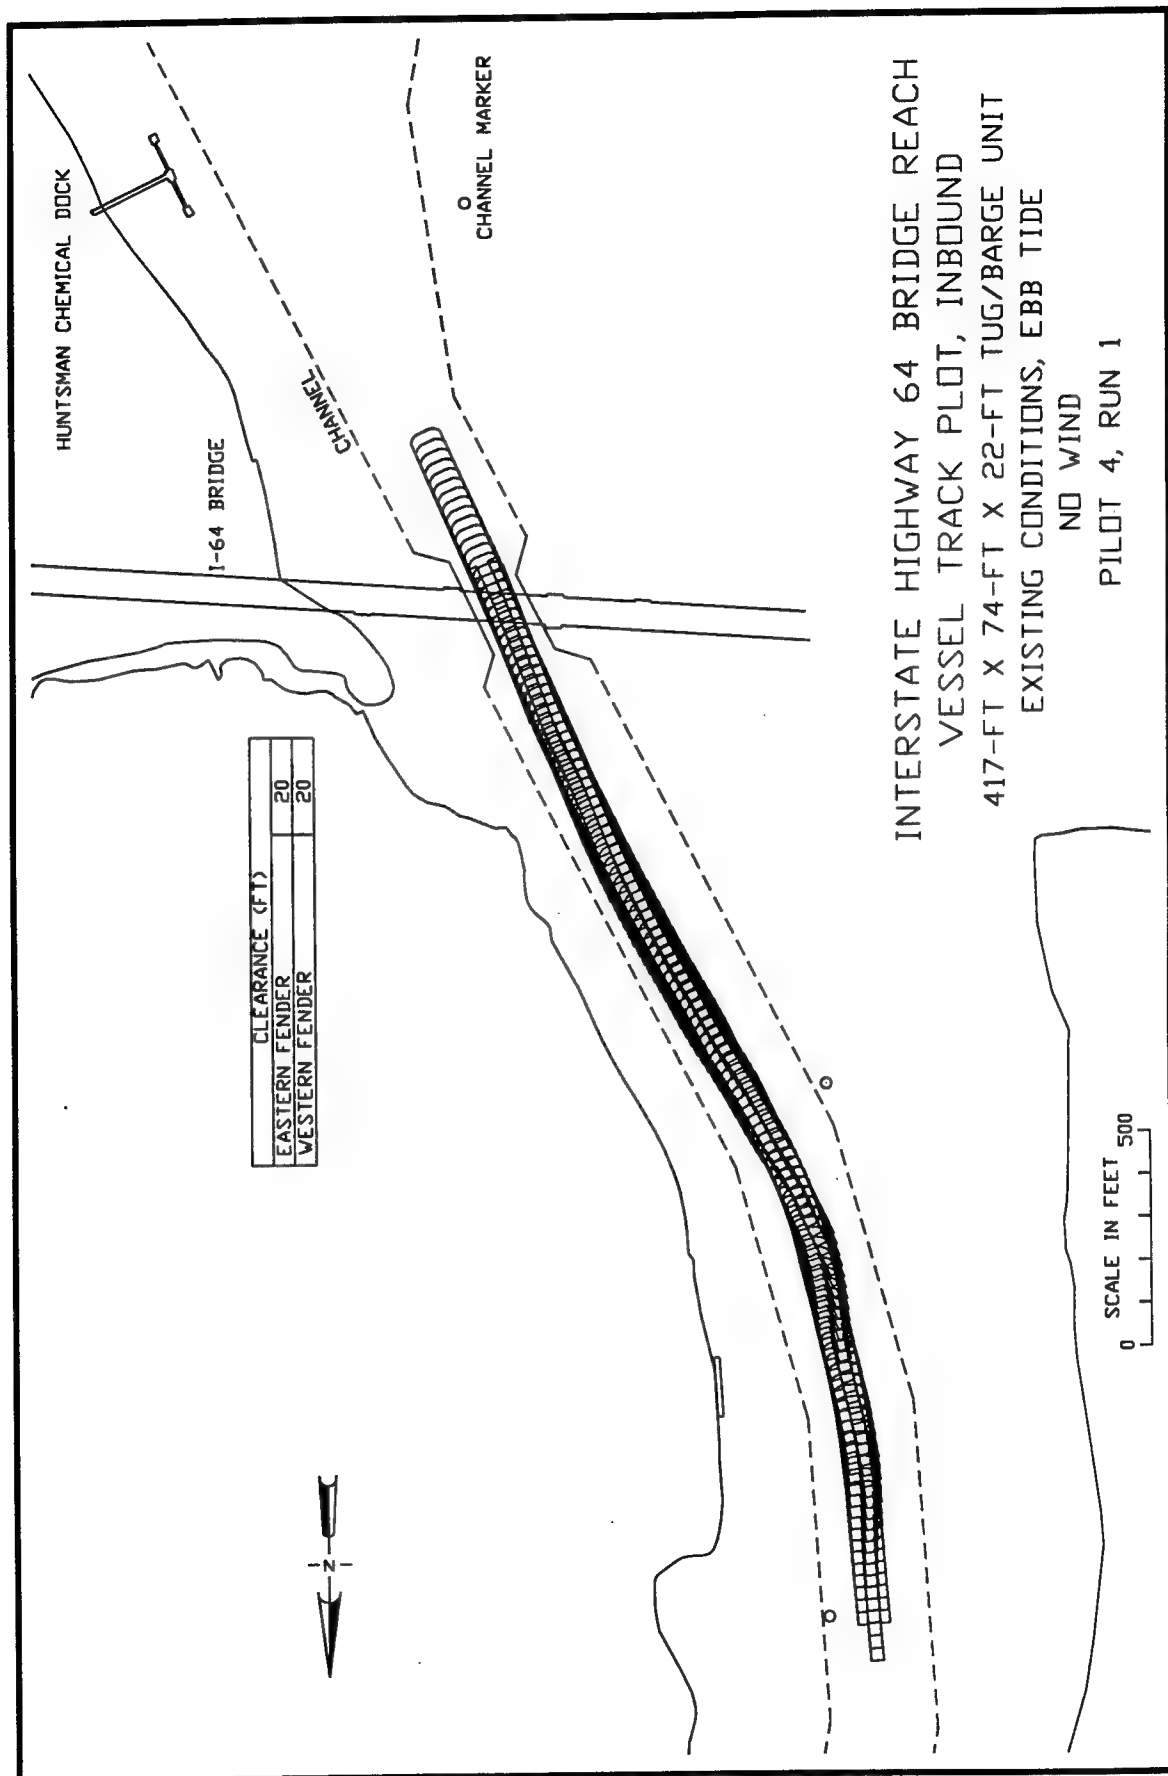 HUNTSMAN CHEMICAL DOCK
CHANNEL MARKER
CHANNEL
I-64 BRIDGE
CLEARANCE (FT)
EASTERN FENDER 20
WESTERN FENDER 20
N
SCALE IN FEET
0 500
INTERSTATE HIGHWAY 64 BRIDGE REACH
VESSEL TRACK PLOT, INBOUND
417-FT X 74-FT X 22-FT TUG/BARGE UNIT
EXISTING CONDITIONS, EBB TIDE
NO WIND
PILOT 4, RUN 1